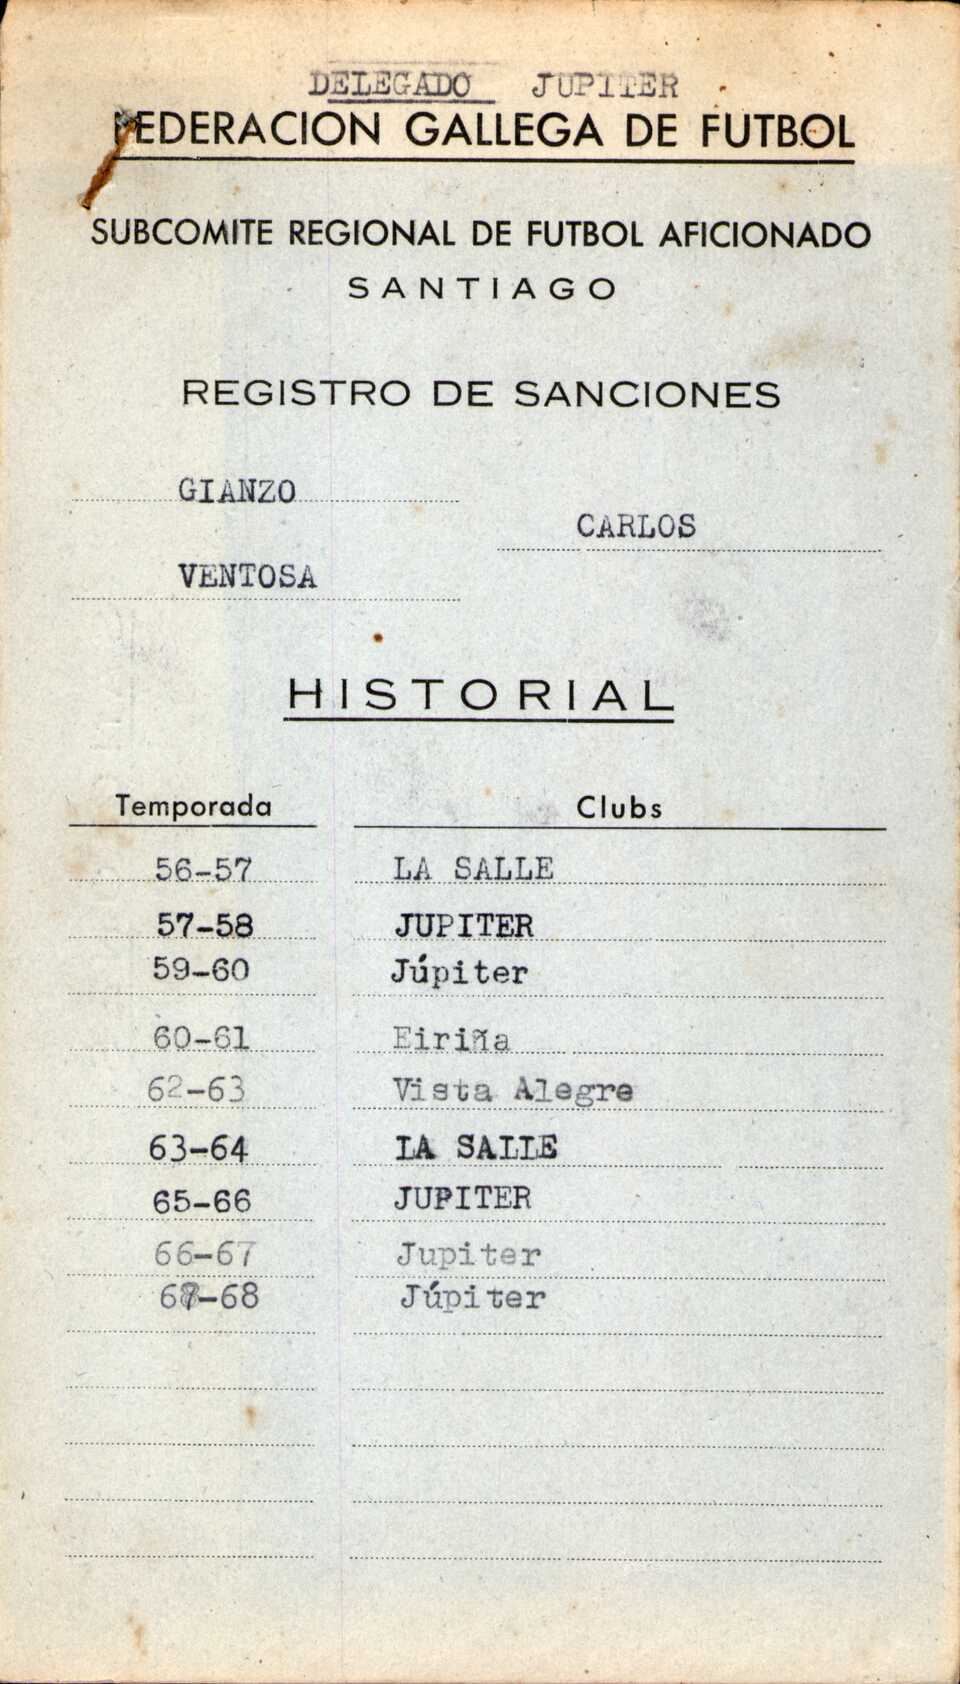 DELEGADO JUPITER
FEDERACION GALLEGA DE FUTBOL
SUBCOMITE REGIONAL DE FUTBOL AFICIONADO
SANTIAGO
REGISTRO DE SANCIONES
GIANZO
CARLOS
VENTOSA
HISTORIAL
Temporada Clubs
56-57 LA SALLE
57-58 JUPITER
59-60 Júpiter
60-61 Eiriña
62-63 Vista Alegre
63-64 LA SALLE
65-66 JUPITER
66-67 Jupiter
67-68 Júpiter